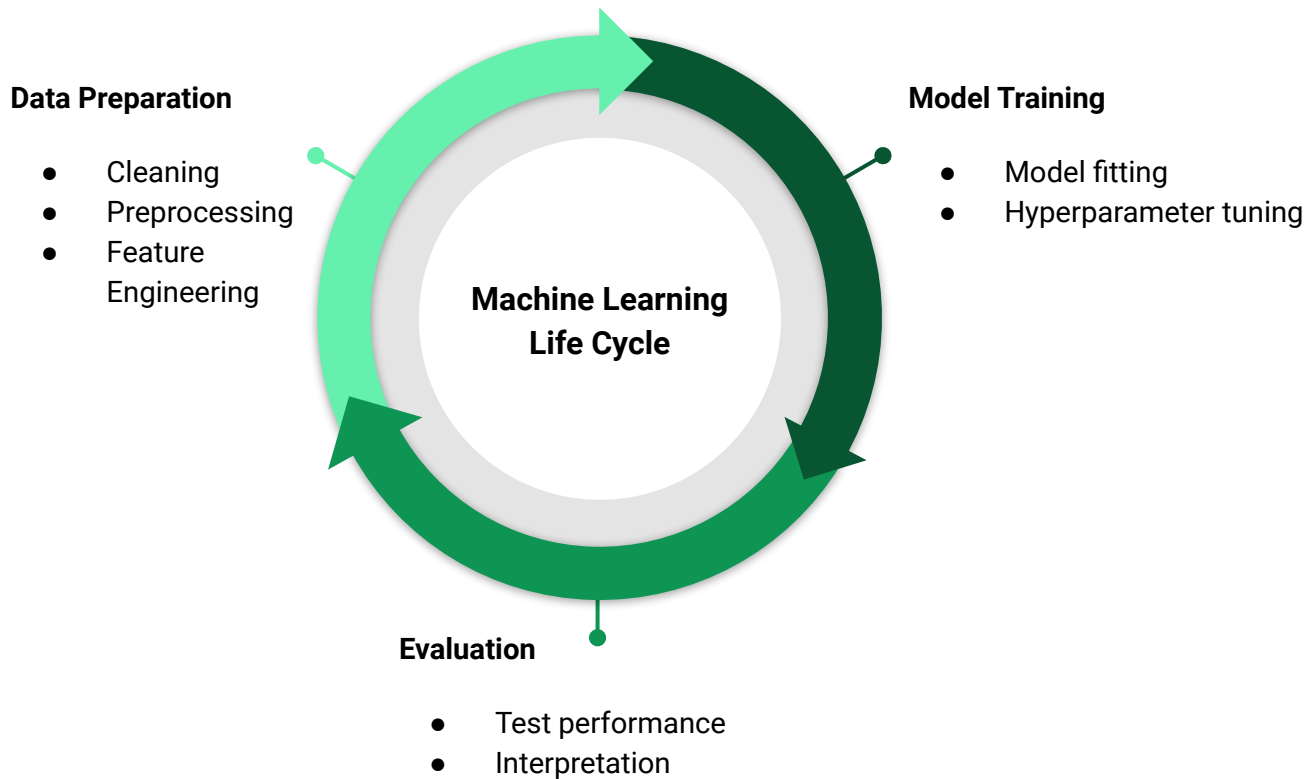 Data Preparation
● Cleaning
● Preprocessing
● Feature
Engineering
Model Training
● Model fitting
● Hyperparameter tuning
Machine Learning
Life Cycle
Evaluation
● Test performance
● Interpretation